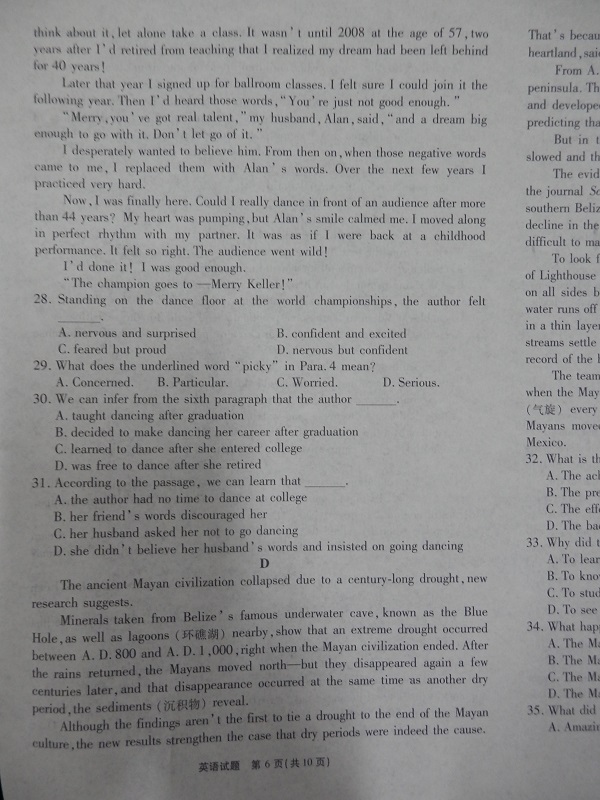 think about it, let alone take a class. It wasn't until 2008 at the age of 57, two
years after I'd retired from teaching that I realized my dream had been left behind
for 40 years!
Later that year I signed up for ballroom classes. I felt sure I could join it the
following year. Then I'd heard those words, "You're just not good enough."
"Merry, you've got real talent," my husband, Alan, said, "and a dream big
enough to go with it. Don't let go of it."
I desperately wanted to believe him. From then on, when those negative words
came to me, I replaced them with Alan's words. Over the next few years I
practiced very hard.
Now, I was finally here. Could I really dance in front of an audience after more
than 44 years? My heart was pumping, but Alan's smile calmed me. I moved along
in perfect rhythm with my partner. It was as if I were back at a childhood
performance. It felt so right. The audience went wild!
I'd done it! I was good enough.
"The champion goes to—Merry Keller!"
28. Standing on the dance floor at the world championships, the author felt
______.
A. nervous and surprised B. confident and excited
C. feared but proud D. nervous but confident
29. What does the underlined word "picky" in Para. 4 mean?
A. Concerned. B. Particular. C. Worried. D. Serious.
30. We can infer from the sixth paragraph that the author ______.
A. taught dancing after graduation
B. decided to make dancing her career after graduation
C. learned to dance after she entered college
D. was free to dance after she retired
31. According to the passage, we can learn that ______.
A. the author had no time to dance at college
B. her friend's words discouraged her
C. her husband asked her not to go dancing
D. she didn't believe her husband's words and insisted on going dancing
D
The ancient Mayan civilization collapsed due to a century-long drought, new
research suggests.
Minerals taken from Belize's famous underwater cave, known as the Blue
Hole, as well as lagoons (环礁湖) nearby, show that an extreme drought occurred
between A. D. 800 and A. D. 1,000, right when the Mayan civilization ended. After
the rains returned, the Mayans moved north—but they disappeared again a few
centuries later, and that disappearance occurred at the same time as another dry
period, the sediments (沉积物) reveal.
Although the findings aren't the first to tie a drought to the end of the Mayan
culture, the new results strengthen the case that dry periods were indeed the cause.
英语试题 第 6 页(共 10 页)
That's becau
heartland, said
From A.
peninsula. Th
and develope
predicting tha
But in t
slowed and th
The evid
the journal Sc
southern Beliz
decline in the
difficult to ma
To look f
of Lighthouse
on all sides b
water runs off
in a thin layer
streams settle
record of the h
The team
when the May
(气旋) every
Mayans moved
Mexico.
32. What is th
A. The ach
B. The pre
C. The effe
D. The bac
33. Why did t
A. To lear
B. To know
C. To stud
D. To see
34. What happ
A. The Ma
B. The Ma
C. The Ma
D. The Ma
35. What did
A. Amazin